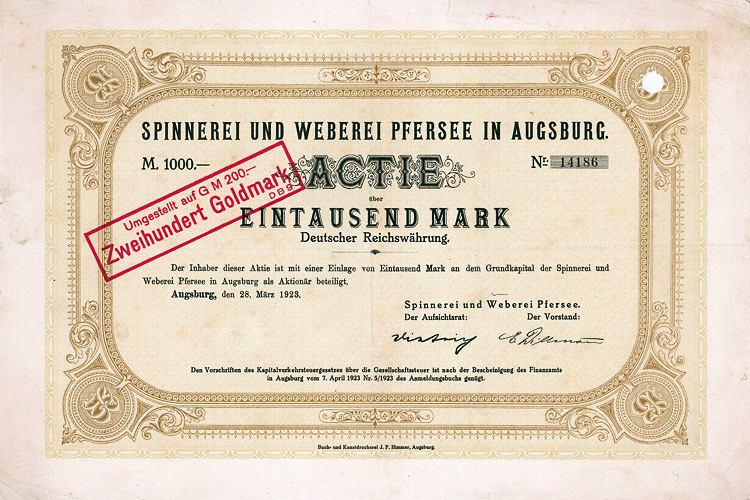 SPINNEREI UND WEBEREI PFERSEE IN AUGSBURG.
M. 1000.—
ACTIE
Nr. 14186
Umgestellt auf G M 200.—
Zweihundert Goldmark
DBS
über
EINTAUSEND MARK
Deutscher Reichswährung.
Der Inhaber dieser Aktie ist mit einer Einlage von Eintausend Mark an dem Grundkapital der Spinnerei und
Weberei Pfersee in Augsburg als Aktionär beteiligt.
Augsburg, den 28. März 1923.
Spinnerei und Weberei Pfersee.
Der Aufsichtsrat: Der Vorstand:
Den Vorschriften des Kapitalverkehrsteuergesetzes über die Gesellschaftssteuer ist nach der Bescheinigung des Finanzamts
in Augsburg vom 7. April 1923 Nr. 5/1923 des Anmeldungsbuchs genügt.
Buch- und Kunstdruckerei J. P. Himmer, Augsburg.